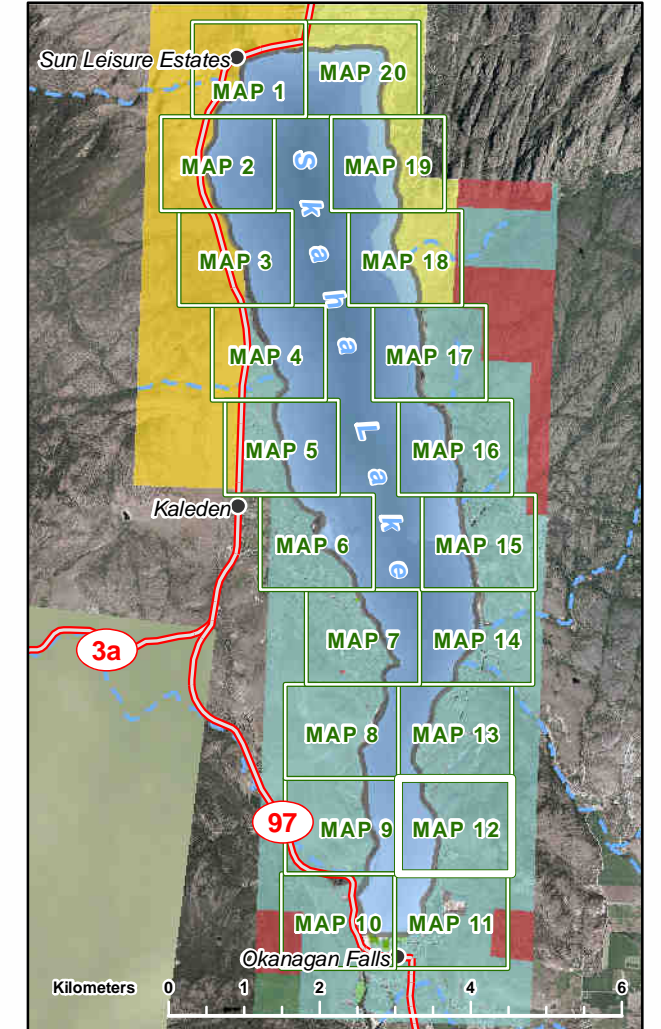 Sun Leisure Estates
MAP 1
MAP 20
MAP 2
MAP 19
MAP 3
MAP 18
MAP 4
MAP 17
MAP 5
MAP 16
Skaha Lake
Kaleden
MAP 6
MAP 15
3a
MAP 7
MAP 14
MAP 8
MAP 13
97
MAP 9
MAP 12
MAP 10
MAP 11
Okanagan Falls
Kilometers
0 1 2 4 6